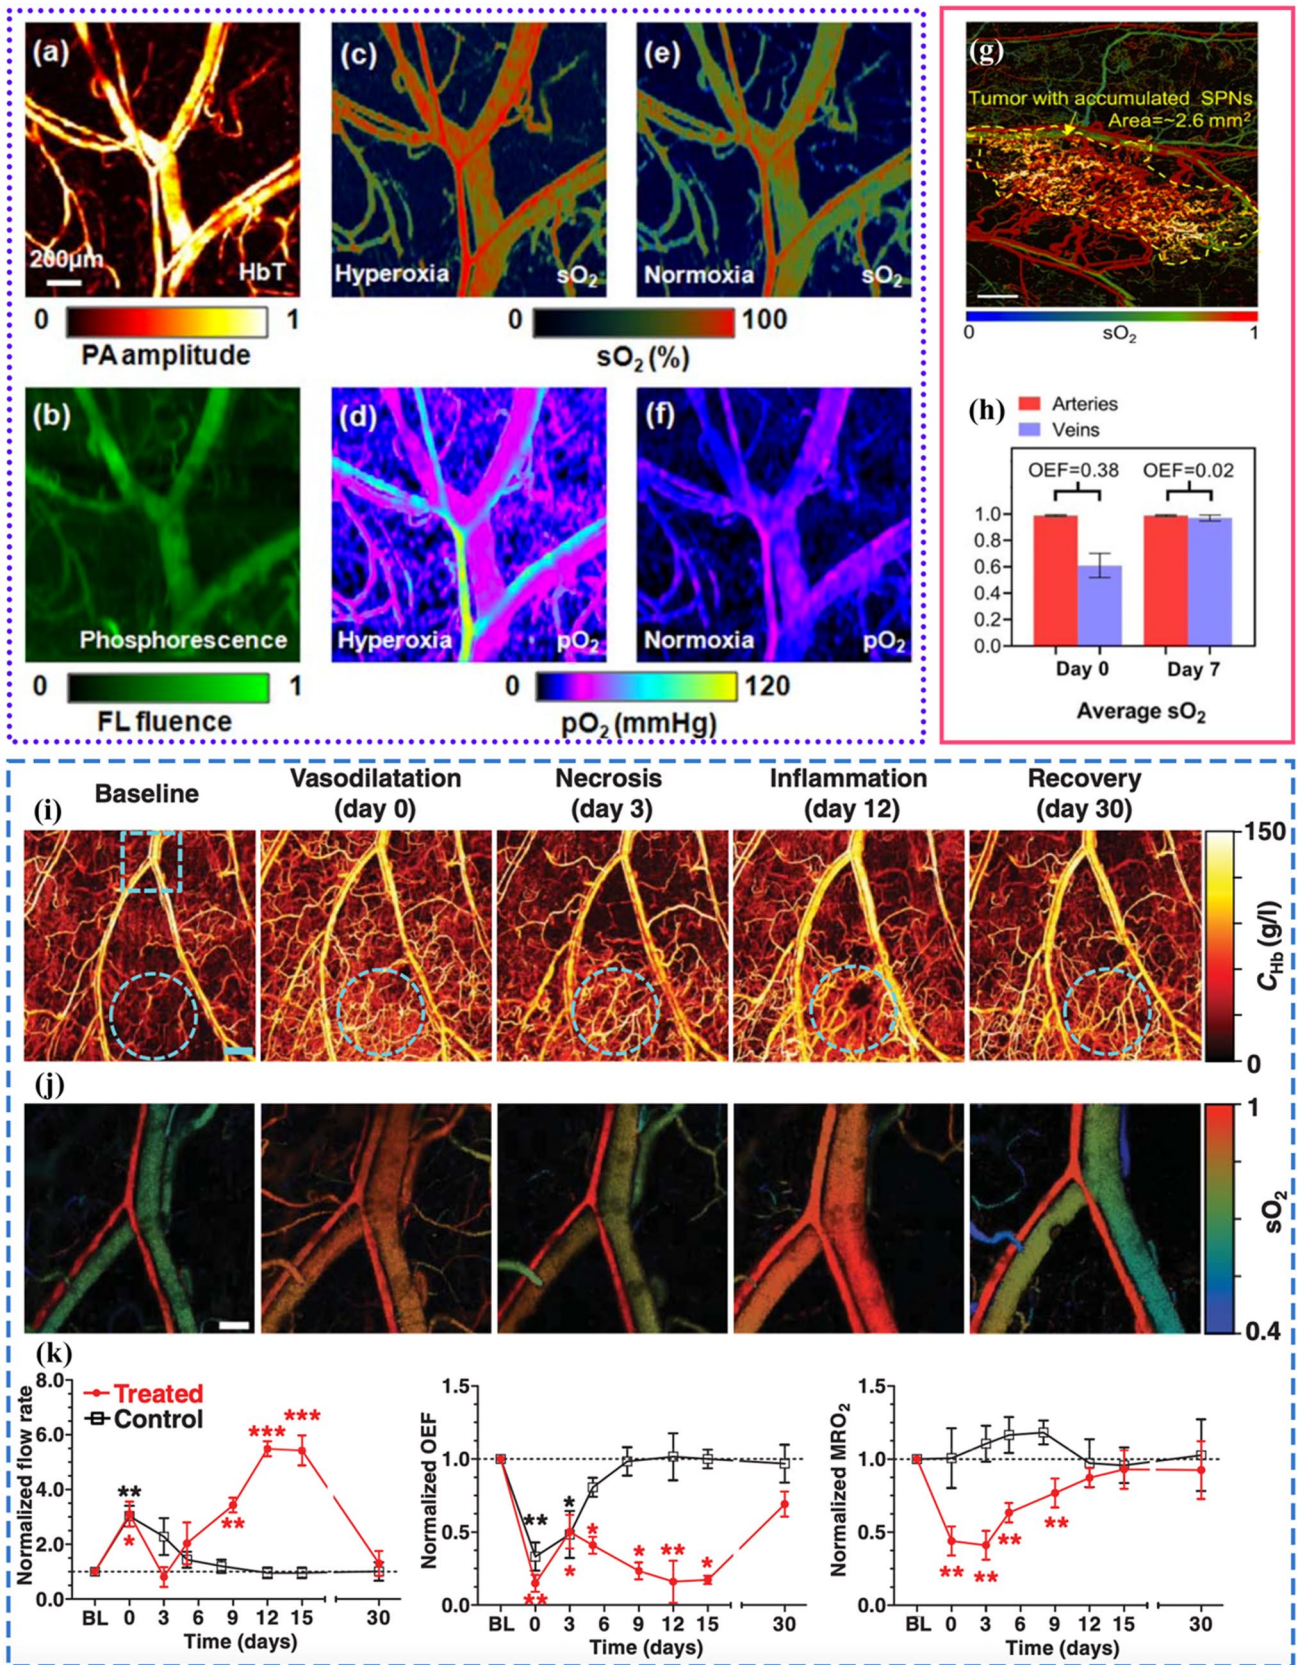 (a)
200μm
HbT
0
1
PA amplitude
(c)
Hyperoxia
sO2
(e)
Normoxia
sO2
0
100
sO2 (%)
(b)
Phosphorescence
0
1
FL fluence
(d)
Hyperoxia
pO2
(f)
Normoxia
pO2
0
120
pO2 (mmHg)
(g)
Tumor with accumulated SPNs
Area=~2.6 mm²
0
sO2
1
(h)
Arteries
Veins
OEF=0.38
OEF=0.02
1.0
0.8
0.6
0.4
0.2
0.0
Day 0
Day 7
Average sO2
(i)
Baseline
Vasodilatation
(day 0)
Necrosis
(day 3)
Inflammation
(day 12)
Recovery
(day 30)
150
CHb (g/l)
0
(j)
1
sO2
0.4
(k)
Normalized flow rate
8.0
6.0
4.0
2.0
0.0
Treated
Control
**
*
**
***
***
BL 0 3 6 9 12 15 30
Time (days)
Normalized OEF
1.5
1.0
0.5
0.0
**
**
*
*
*
*
**
*
BL 0 3 6 9 12 15 30
Time (days)
Normalized MRO2
1.5
1.0
0.5
0.0
**
**
**
**
BL 0 3 6 9 12 15 30
Time (days)